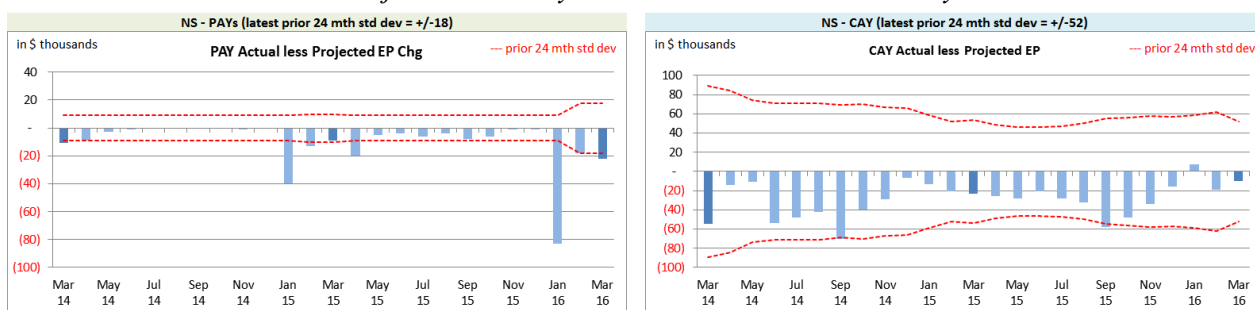 NS - PAYs (latest prior 24 mth std dev = +/-18)
in $ thousands
PAY Actual less Projected EP Chg
--- prior 24 mth std dev
40
20
-
(20)
(40)
(60)
(80)
(100)
Mar 14 May 14 Jul 14 Sep 14 Nov 14 Jan 15 Mar 15 May 15 Jul 15 Sep 15 Nov 15 Jan 16 Mar 16
NS - CAY (latest prior 24 mth std dev = +/-52)
in $ thousands
CAY Actual less Projected EP
--- prior 24 mth std dev
100
80
60
40
20
-
(20)
(40)
(60)
(80)
(100)
Mar 14 May 14 Jul 14 Sep 14 Nov 14 Jan 15 Mar 15 May 15 Jul 15 Sep 15 Nov 15 Jan 16 Mar 16